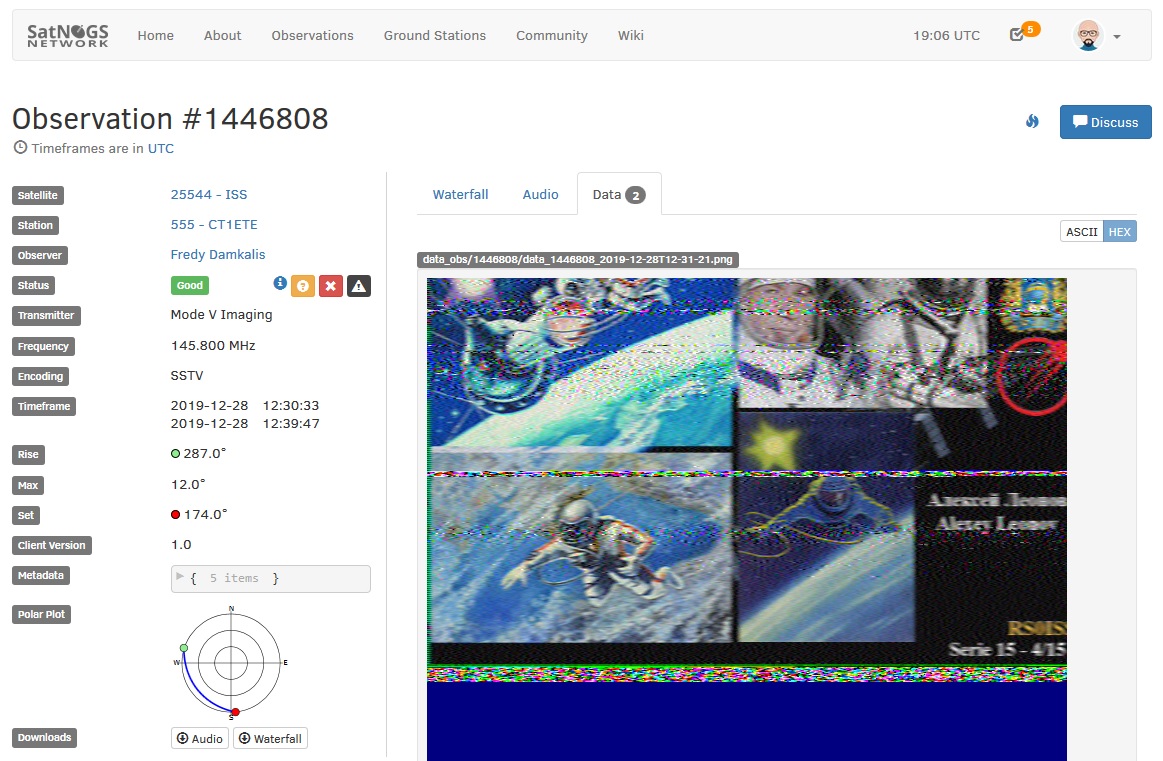 SatNOGS
NETWORK
Home About Observations Ground Stations Community Wiki 19:06 UTC 5
Observation #1446808
Discuss
Timeframes are in UTC
Satellite 25544 - ISS
Station 555 - CT1ETE
Observer Fredy Damkalis
Status Good
Transmitter Mode V Imaging
Frequency 145.800 MHz
Encoding SSTV
Timeframe 2019-12-28 12:30:33
2019-12-28 12:39:47
Rise 287.0°
Max 12.0°
Set 174.0°
Client Version 1.0
Metadata { 5 items }
Polar Plot
N
W E
S
Downloads Audio Waterfall
Waterfall Audio Data 2
ASCII HEX
data_obs/1446808/data_1446808_2019-12-28T12-31-21.png
Алексей Леонов
Alexey Leonov
RS0IS
Serie 15 - 4/15